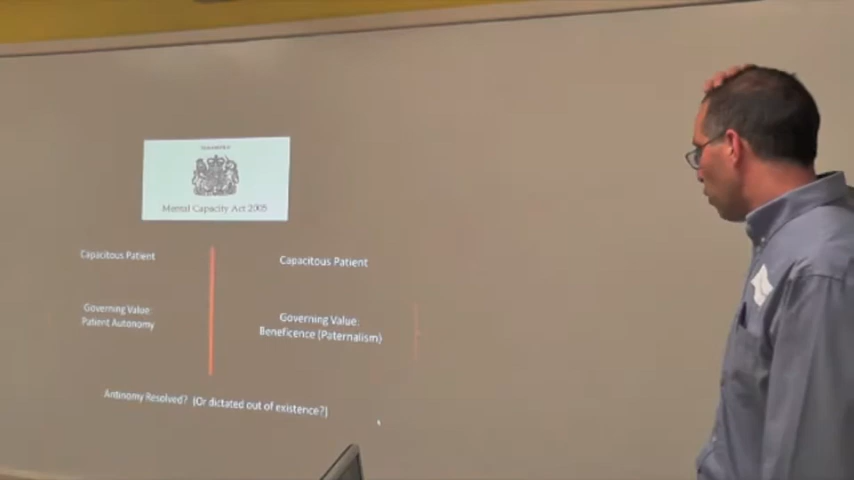 Mental Capacity Act 2005
Capacitous Patient
Capacitous Patient
Governing Value:
Patient Autonomy
Governing Value:
Beneficence (Paternalism)
Antinomy Resolved? (Or dictated out of existence?)